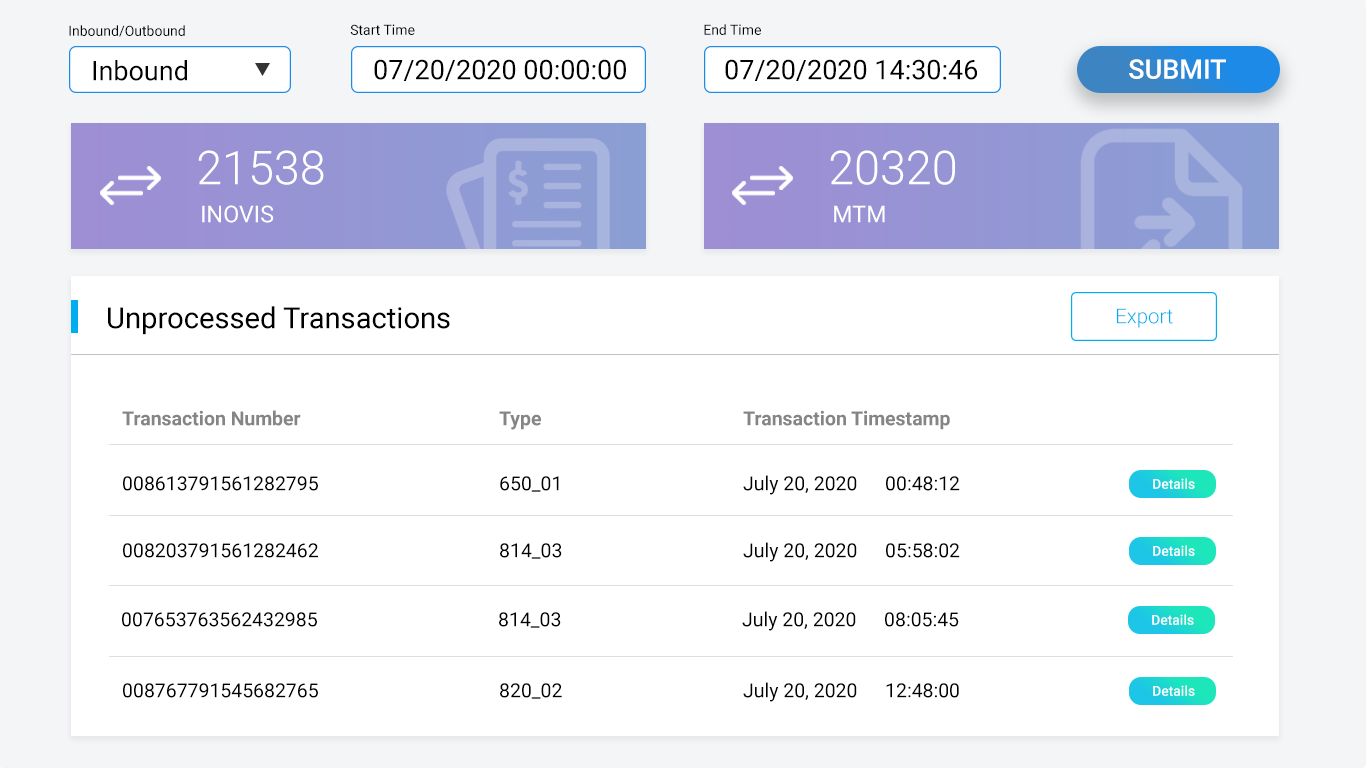 Inbound/Outbound Start Time End Time
Inbound 07/20/2020 00:00:00 07/20/2020 14:30:46 SUBMIT
21538 20320
INOVIS MTM
Unprocessed Transactions Export
Transaction Number Type Transaction Timestamp
008613791561282795 650_01 July 20, 2020 00:48:12 Details
008203791561282462 814_03 July 20, 2020 05:58:02 Details
007653763562432985 814_03 July 20, 2020 08:05:45 Details
008767791545682765 820_02 July 20, 2020 12:48:00 Details